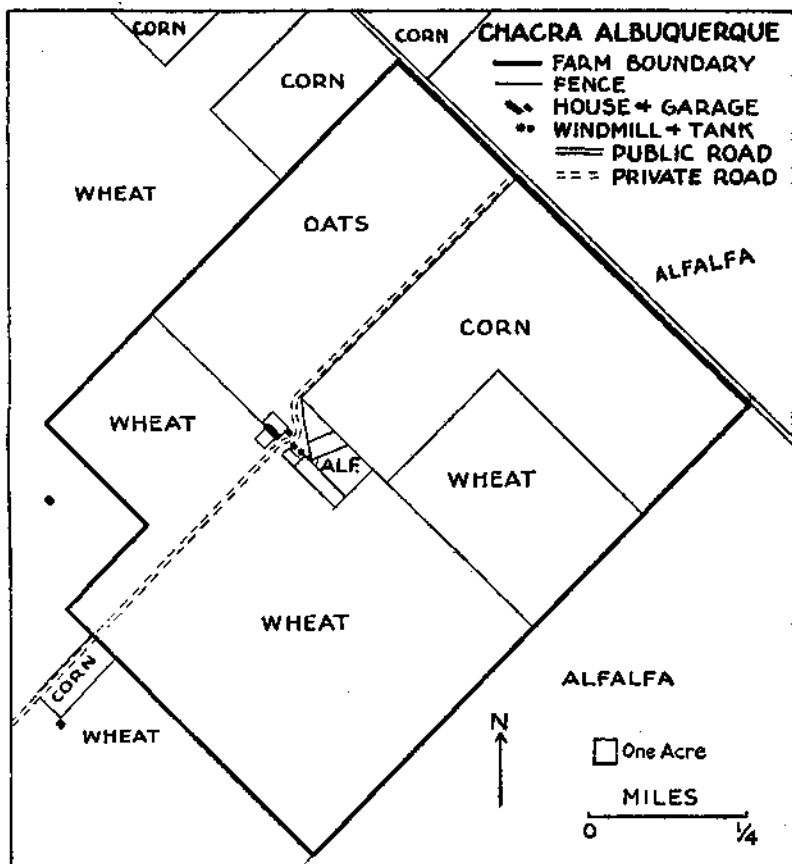 CORN
CORN
CHACRA ALBUQUERQUE
FARM BOUNDARY
FENCE
CORN
HOUSE + GARAGE
WINDMILL + TANK
PUBLIC ROAD
PRIVATE ROAD
WHEAT
OATS
ALFALFA
CORN
WHEAT
ALF.
WHEAT
WHEAT
CORN
ALFALFA
WHEAT
N
One Acre
MILES
0 1/4